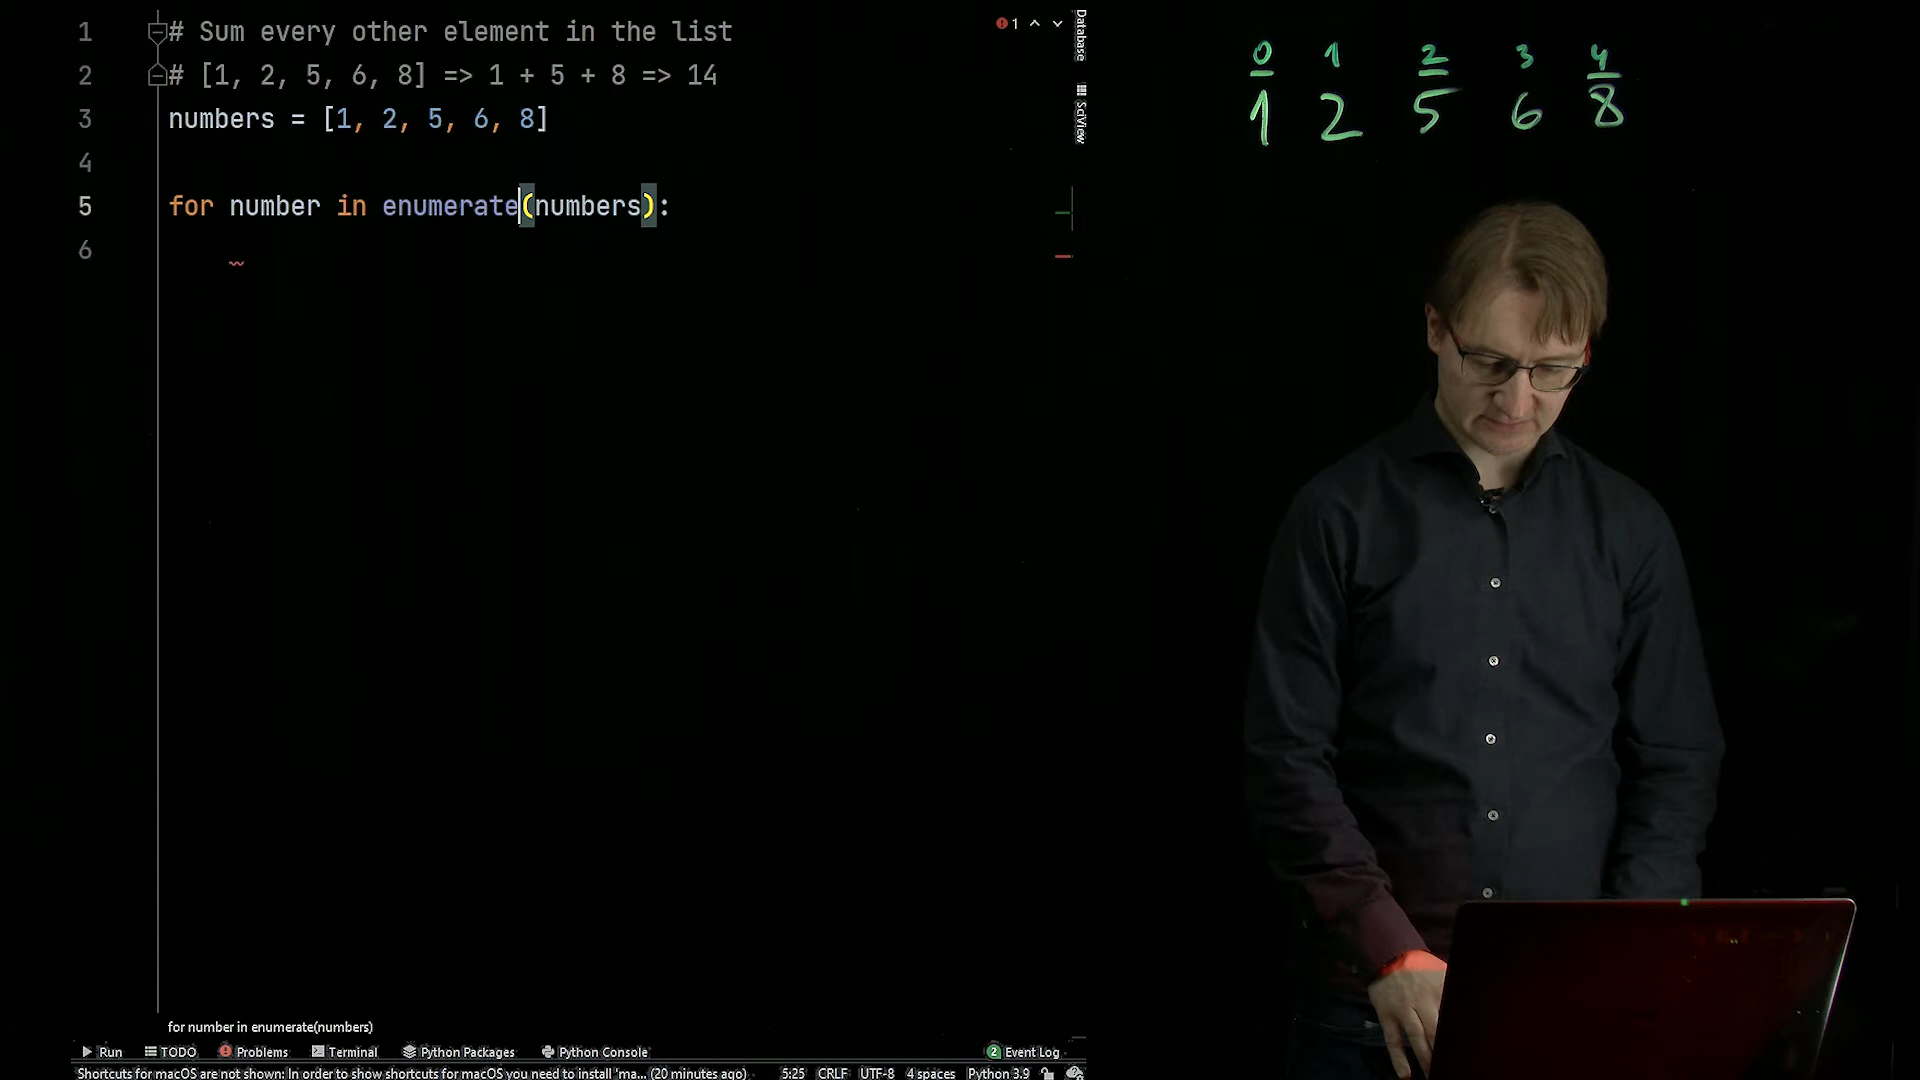 1 # Sum every other element in the list
2 # [1, 2, 5, 6, 8] => 1 + 5 + 8 => 14
3 numbers = [1, 2, 5, 6, 8]
4
5 for number in enumerate(numbers):
6
1
Database
SciView
0 1 2 3 4
1 2 5 6 8
for number in enumerate(numbers)
Run TODO Problems Terminal Python Packages Python Console 2 Event Log
Shortcuts for macOS are not shown: In order to show shortcuts for macOS you need to install 'ma... (20 minutes ago) 5:25 CRLF UTF-8 4 spaces Python 3.9